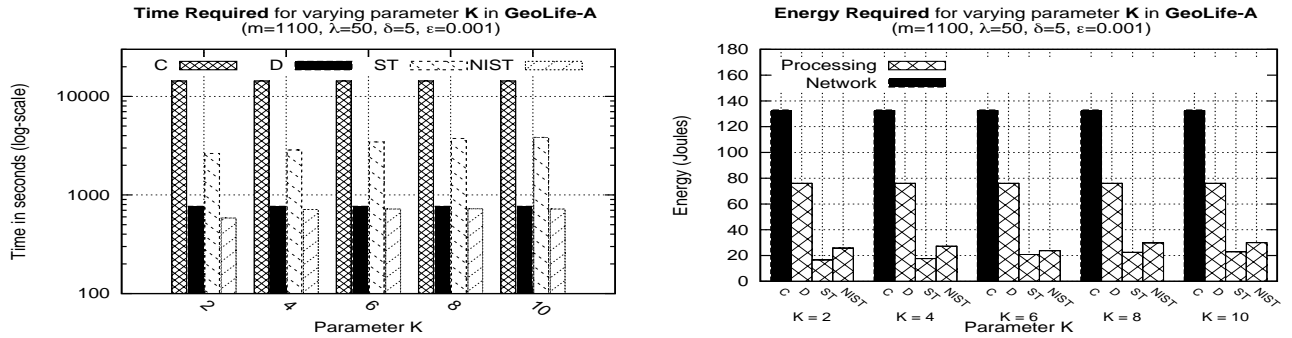 Time Required for varying parameter K in GeoLife-A
(m=1100, λ=50, δ=5, ε=0.001)
C D ST NIST
10000
1000
100
Time in seconds (log-scale)
2 4 6 8 10
Parameter K
Energy Required for varying parameter K in GeoLife-A
(m=1100, λ=50, δ=5, ε=0.001)
Processing
Network
180
160
140
120
100
80
60
40
20
0
Energy (Joules)
C D ST NIST C D ST NIST C D ST NIST C D ST NIST C D ST NIST
K = 2 K = 4 K = 6 K = 8 K = 10
Parameter K